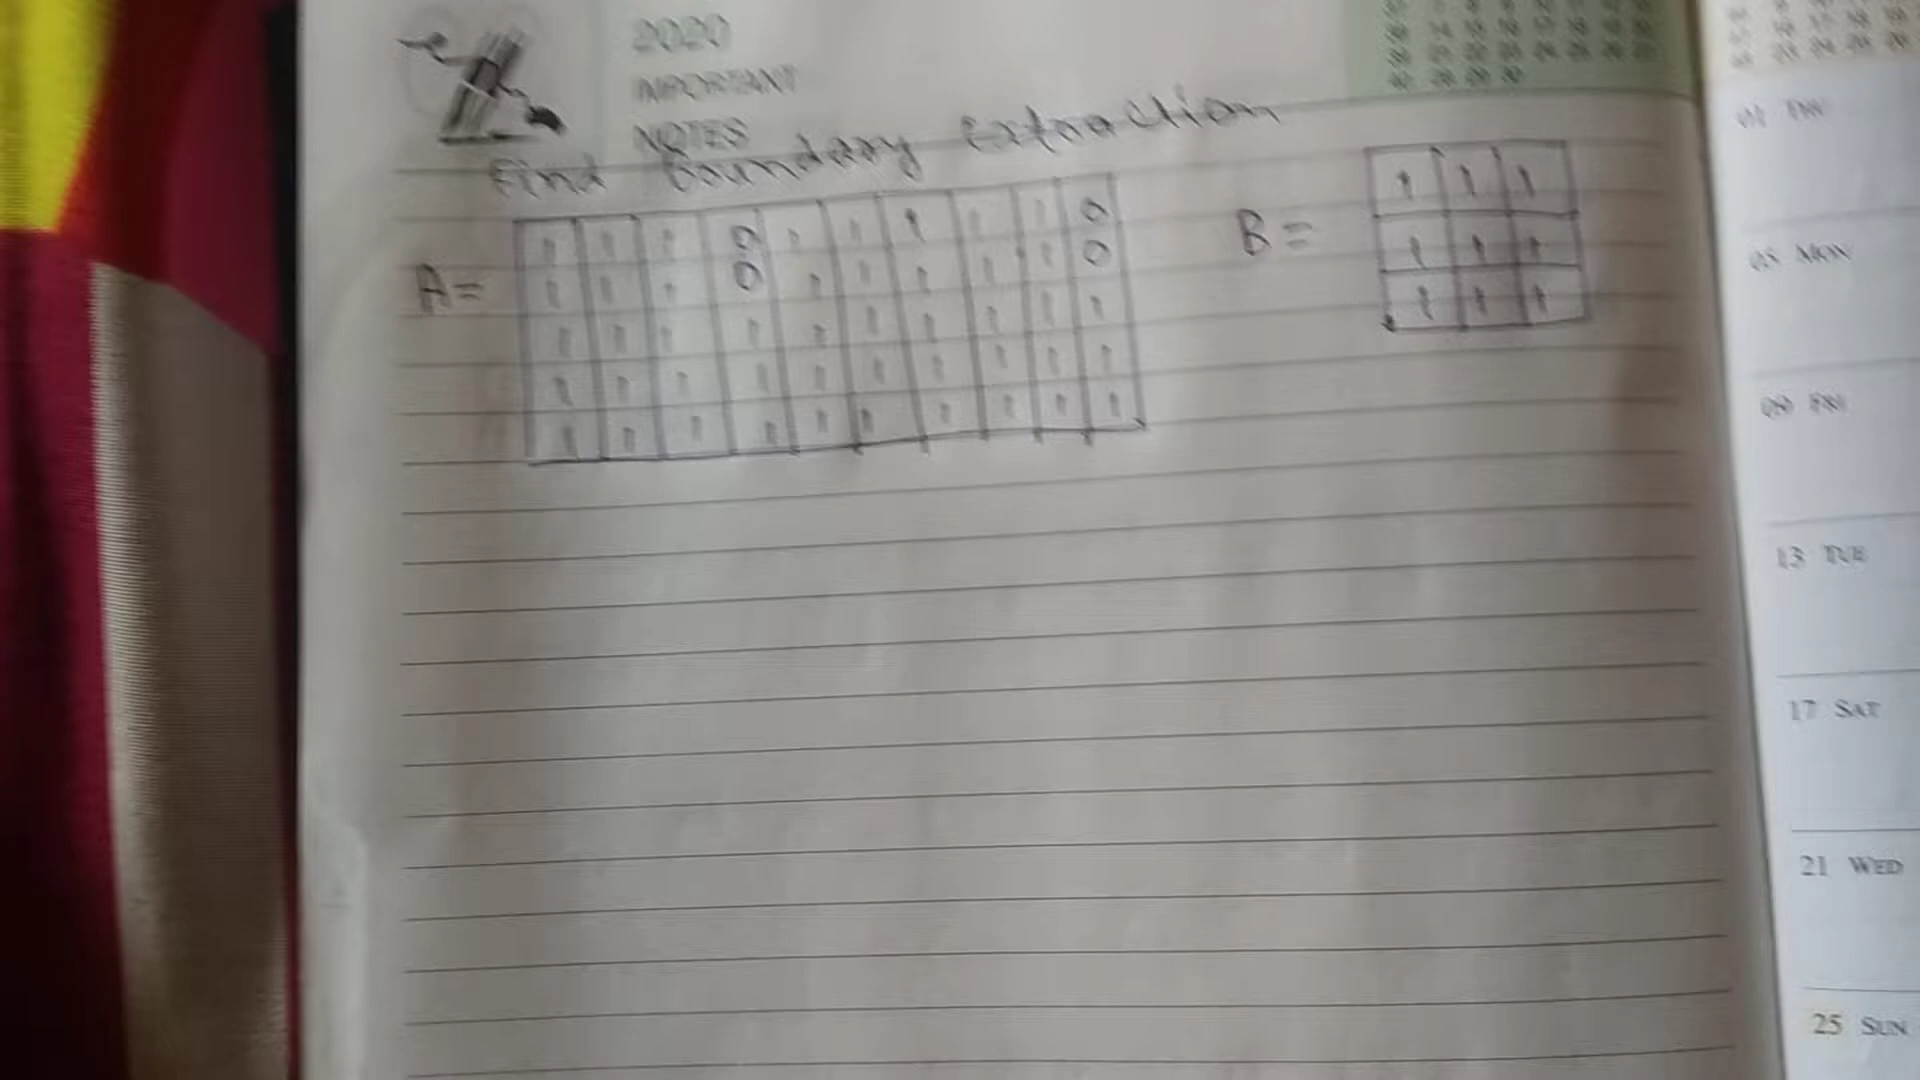 2020
IMPORTANT
NOTES
Find Boundary Extraction
A=
1 1 1 0 1 1 1 1 1 0
1 1 1 0 1 1 1 1 1 0
1 1 1 1 1 1 1 1 1 1
1 1 1 1 1 1 1 1 1 1
1 1 1 1 1 1 1 1 1 1
B=
1 1 1
1 1 1
1 1 1
05 MON
09 FRI
13 TUE
17 SAT
21 WED
25 SUN